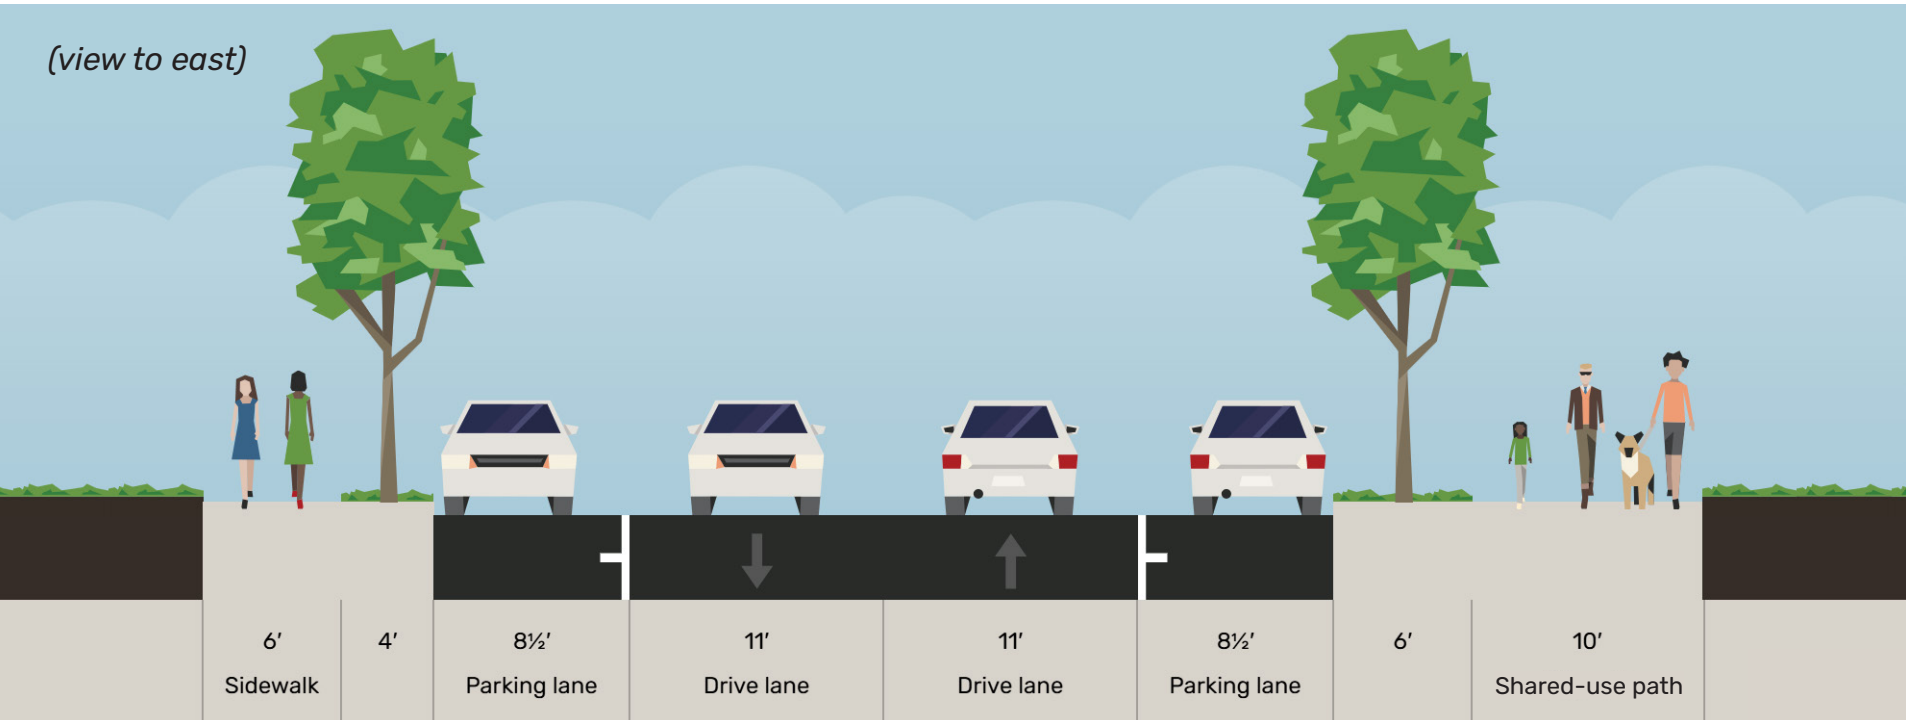 (view to east)
6′ 4′ 8½′ 11′ 11′ 8½′ 6′ 10′
Sidewalk Parking lane Drive lane Drive lane Parking lane Shared-use path